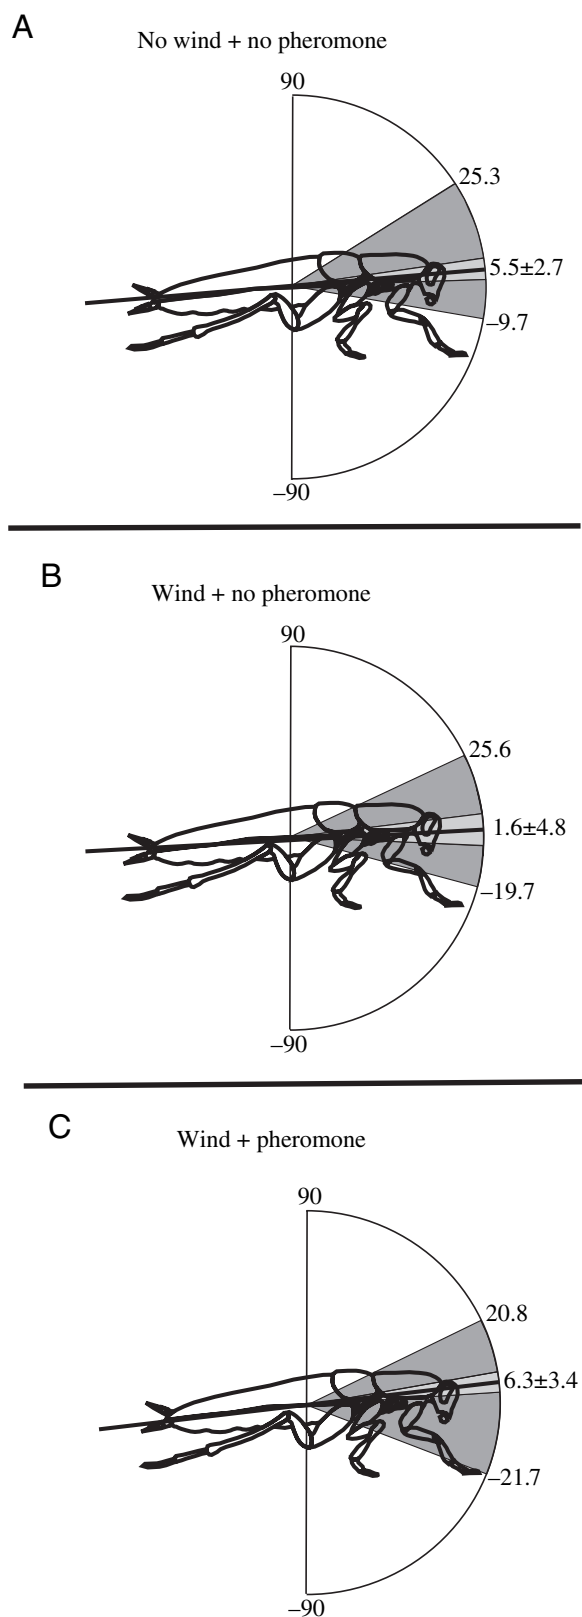 A
No wind + no pheromone
90
25.3
5.5±2.7
–9.7
–90
B
Wind + no pheromone
90
25.6
1.6±4.8
–19.7
–90
C
Wind + pheromone
90
20.8
6.3±3.4
–21.7
–90